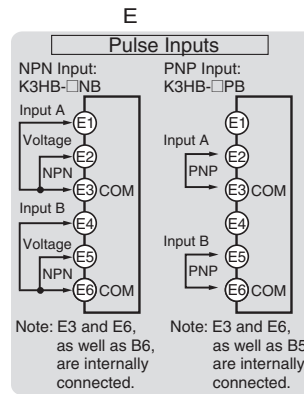 E
Pulse Inputs
NPN Input:
K3HB-□NB
Input A
Voltage
NPN
Input B
Voltage
NPN
E1
E2
E3 COM
E4
E5
E6 COM
Note: E3 and E6,
as well as B6,
are internally
connected.
PNP Input:
K3HB-□PB
Input A
PNP
Input B
PNP
E1
E2
E3 COM
E4
E5
E6 COM
Note: E3 and E6,
as well as B5
are internally
connected.